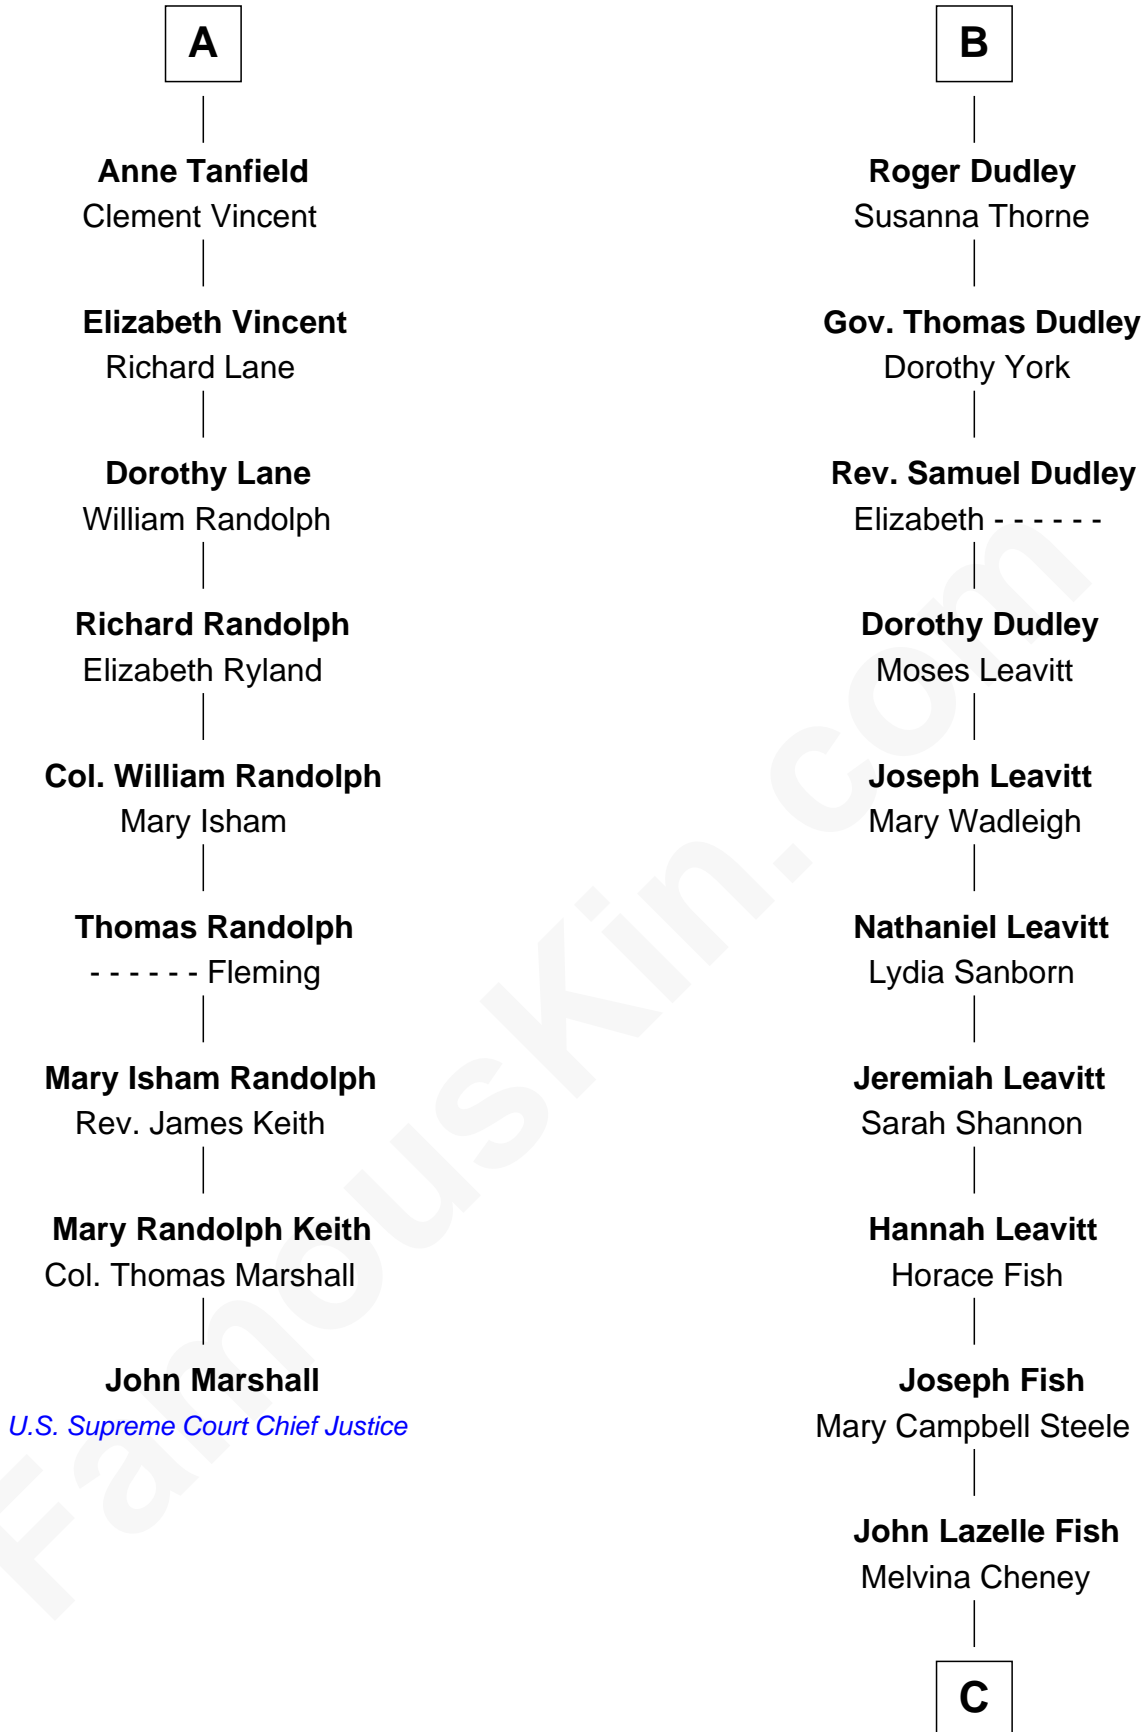 A
Anne Tanfield
Clement Vincent
Elizabeth Vincent
Richard Lane
Dorothy Lane
William Randolph
Richard Randolph
Elizabeth Ryland
Col. William Randolph
Mary Isham
Thomas Randolph
- - - - - - Fleming
Mary Isham Randolph
Rev. James Keith
Mary Randolph Keith
Col. Thomas Marshall
John Marshall
U.S. Supreme Court Chief Justice
B
Roger Dudley
Susanna Thorne
Gov. Thomas Dudley
Dorothy York
Rev. Samuel Dudley
Elizabeth - - - - - -
Dorothy Dudley
Moses Leavitt
Joseph Leavitt
Mary Wadleigh
Nathaniel Leavitt
Lydia Sanborn
Jeremiah Leavitt
Sarah Shannon
Hannah Leavitt
Horace Fish
Joseph Fish
Mary Campbell Steele
John Lazelle Fish
Melvina Cheney
C
FamousKin.com